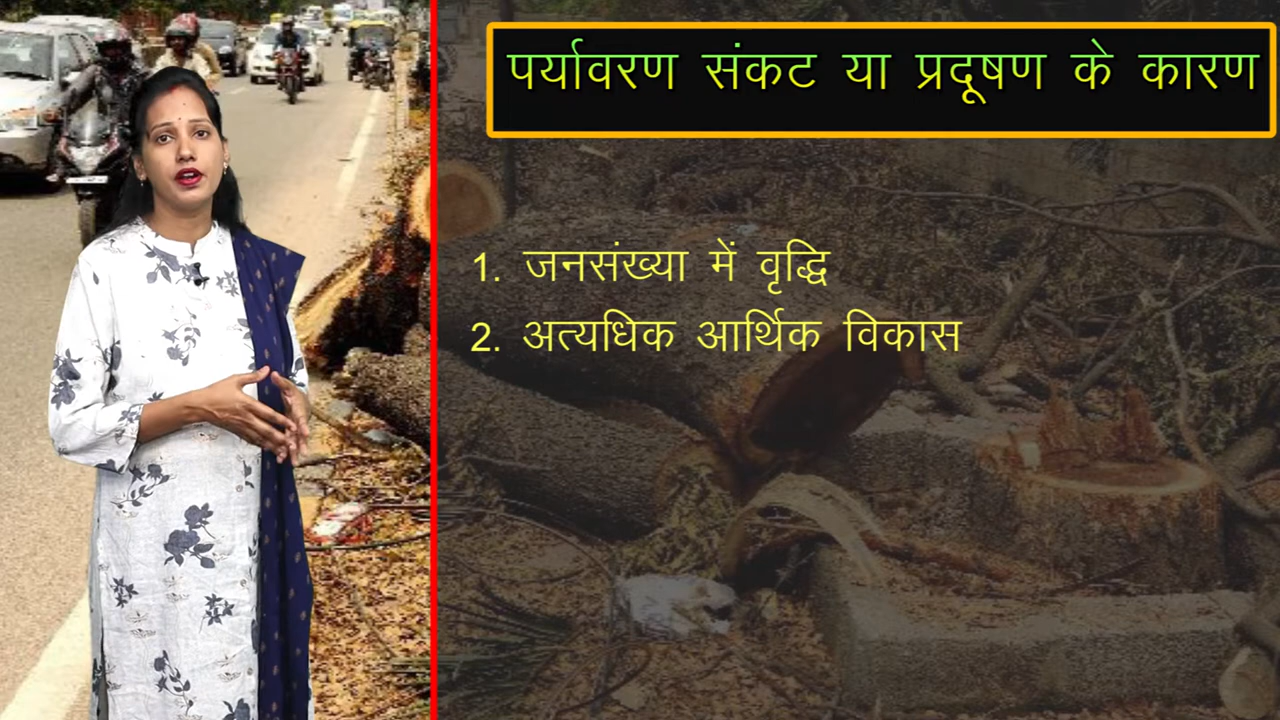 पर्यावरण संकट या प्रदूषण के कारण
1. जनसंख्या में वृद्धि
2. अत्यधिक आर्थिक विकास